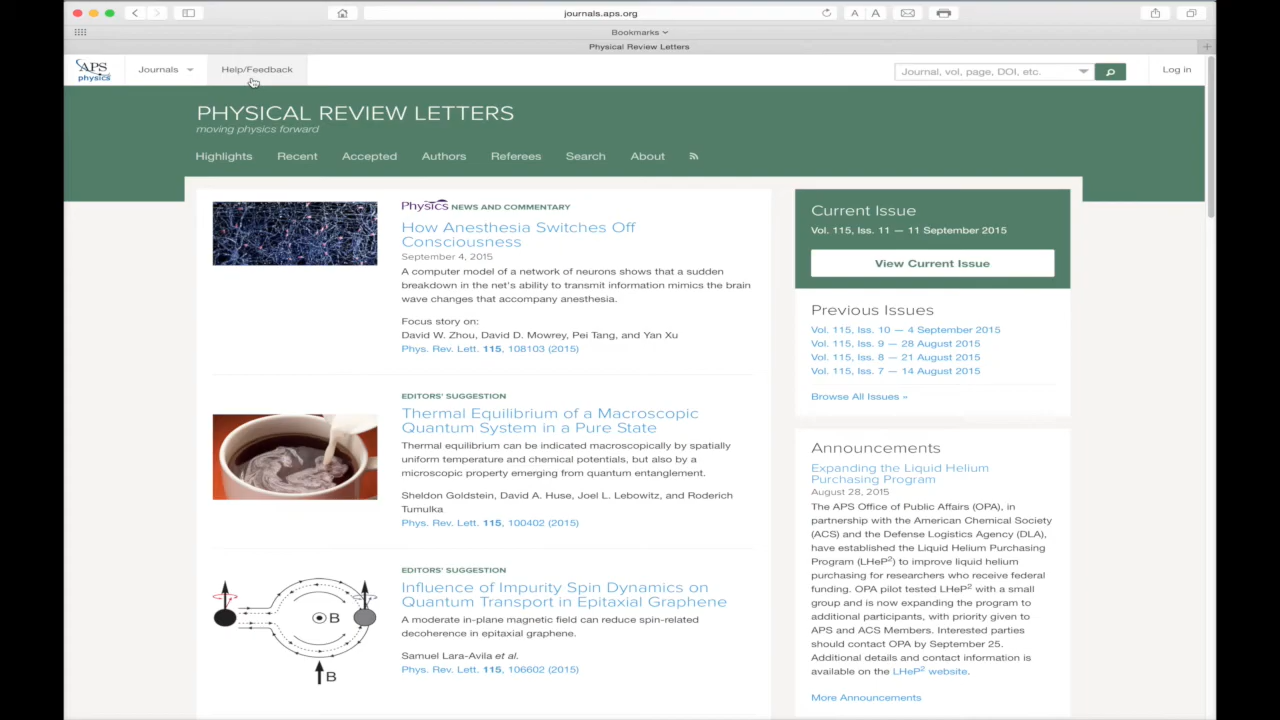 journals.aps.org
A A
Bookmarks
Physical Review Letters
APS
physics
Journals
Help/Feedback
Journal, vol, page, DOI, etc.
Log in
PHYSICAL REVIEW LETTERS
moving physics forward
Highlights Recent Accepted Authors Referees Search About
Physics NEWS AND COMMENTARY
How Anesthesia Switches Off
Consciousness
September 4, 2015
A computer model of a network of neurons shows that a sudden
breakdown in the net's ability to transmit information mimics the brain
wave changes that accompany anesthesia.
Focus story on:
David W. Zhou, David D. Mowrey, Pei Tang, and Yan Xu
Phys. Rev. Lett. 115, 108103 (2015)
EDITORS' SUGGESTION
Thermal Equilibrium of a Macroscopic
Quantum System in a Pure State
Thermal equilibrium can be indicated macroscopically by spatially
uniform temperature and chemical potentials, but also by a
microscopic property emerging from quantum entanglement.
Sheldon Goldstein, David A. Huse, Joel L. Lebowitz, and Roderich
Tumulka
Phys. Rev. Lett. 115, 100402 (2015)
EDITORS' SUGGESTION
Influence of Impurity Spin Dynamics on
Quantum Transport in Epitaxial Graphene
A moderate in-plane magnetic field can reduce spin-related
decoherence in epitaxial graphene.
Samuel Lara-Avila et al.
Phys. Rev. Lett. 115, 106602 (2015)
B
B
Current Issue
Vol. 115, Iss. 11 — 11 September 2015
View Current Issue
Previous Issues
Vol. 115, Iss. 10 — 4 September 2015
Vol. 115, Iss. 9 — 28 August 2015
Vol. 115, Iss. 8 — 21 August 2015
Vol. 115, Iss. 7 — 14 August 2015
Browse All Issues »
Announcements
Expanding the Liquid Helium
Purchasing Program
August 28, 2015
The APS Office of Public Affairs (OPA), in
partnership with the American Chemical Society
(ACS) and the Defense Logistics Agency (DLA),
have established the Liquid Helium Purchasing
Program (LHeP²) to improve liquid helium
purchasing for researchers who receive federal
funding. OPA pilot tested LHeP² with a small
group and is now expanding the program to
additional participants, with priority given to
APS and ACS Members. Interested parties
should contact OPA by September 25.
Additional details and contact information is
available on the LHeP² website.
More Announcements